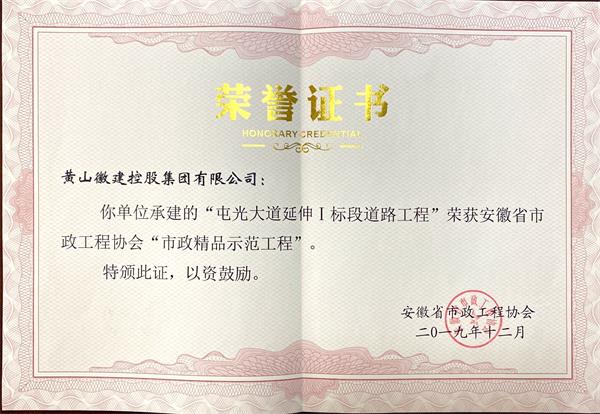 荣誉证书
HONORARY CREDENTIAL
黄山徽建控股集团有限公司：
你单位承建的“屯光大道延伸Ⅰ标段道路工程”荣获安徽省市
政工程协会“市政精品示范工程”。
特颁此证，以资鼓励。
安徽省市政工程协会
二〇一九年十二月